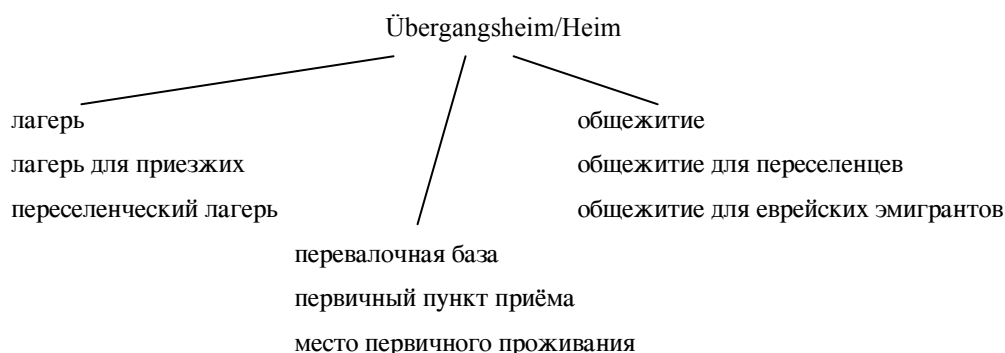 Übergangsheim/Heim
лагерь
лагерь для приезжих
переселенческий лагерь
общежитие
общежитие для переселенцев
общежитие для еврейских эмигрантов
перевалочная база
первичный пункт приёма
место первичного проживания